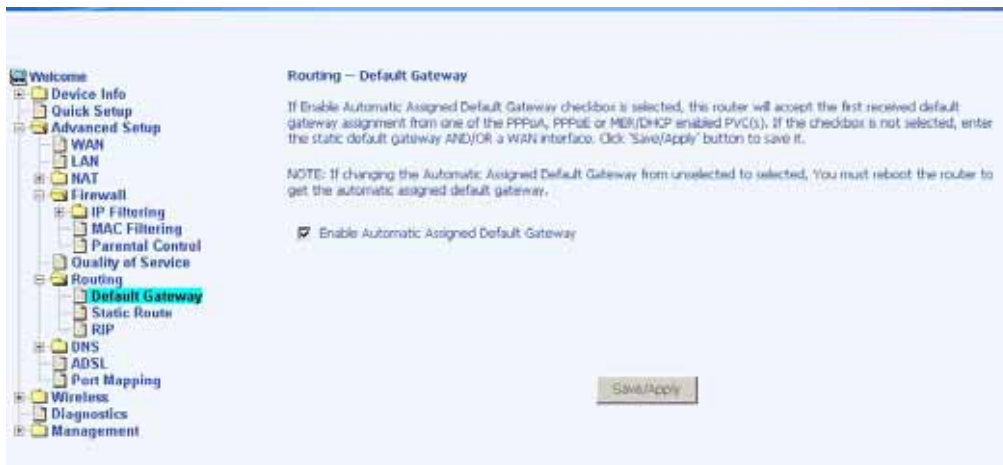 Welcome
Device Info
Quick Setup
Advanced Setup
WAN
LAN
NAT
Firewall
IP Filtering
MAC Filtering
Parental Control
Quality of Service
Routing
Default Gateway
Static Route
RIP
DNS
ADSL
Port Mapping
Wireless
Diagnostics
Management
Routing -- Default Gateway
If Enable Automatic Assigned Default Gateway checkbox is selected, this router will accept the first received default
gateway assignment from one of the PPPoA, PPPoE or MER/DHCP enabled PVC(s). If the checkbox is not selected, enter
the static default gateway AND/OR a WAN interface. Click 'Save/Apply' button to save it.
NOTE: If changing the Automatic Assigned Default Gateway from unselected to selected, You must reboot the router to
get the automatic assigned default gateway.
Enable Automatic Assigned Default Gateway
Save/Apply